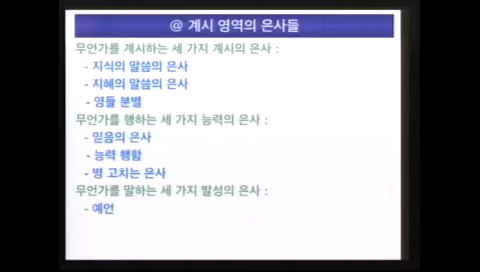 @ 계시 영역의 은사들
무언가를 계시하는 세 가지 계시의 은사 :
- 지식의 말씀의 은사
- 지혜의 말씀의 은사
- 영들 분별
무언가를 행하는 세 가지 능력의 은사 :
- 믿음의 은사
- 능력 행함
- 병 고치는 은사
무언가를 말하는 세 가지 발성의 은사 :
- 예언